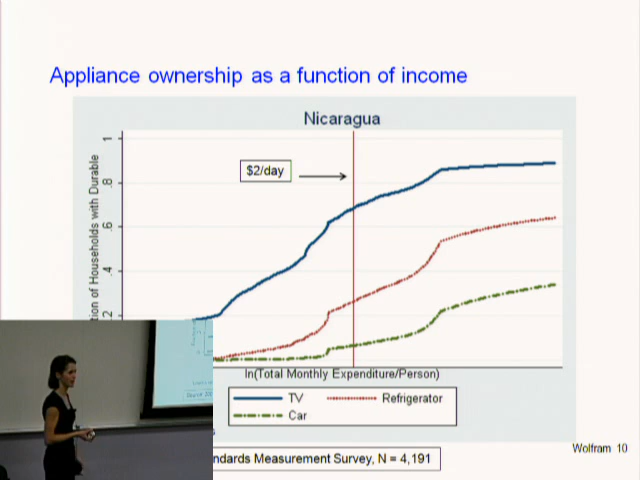 Appliance ownership as a function of income
Nicaragua
$2/day
1
.8
.6
.4
.2
tion of Households with Durable
ln(Total Monthly Expenditure/Person)
TV
Refrigerator
Car
ndards Measurement Survey, N = 4,191
Wolfram 10